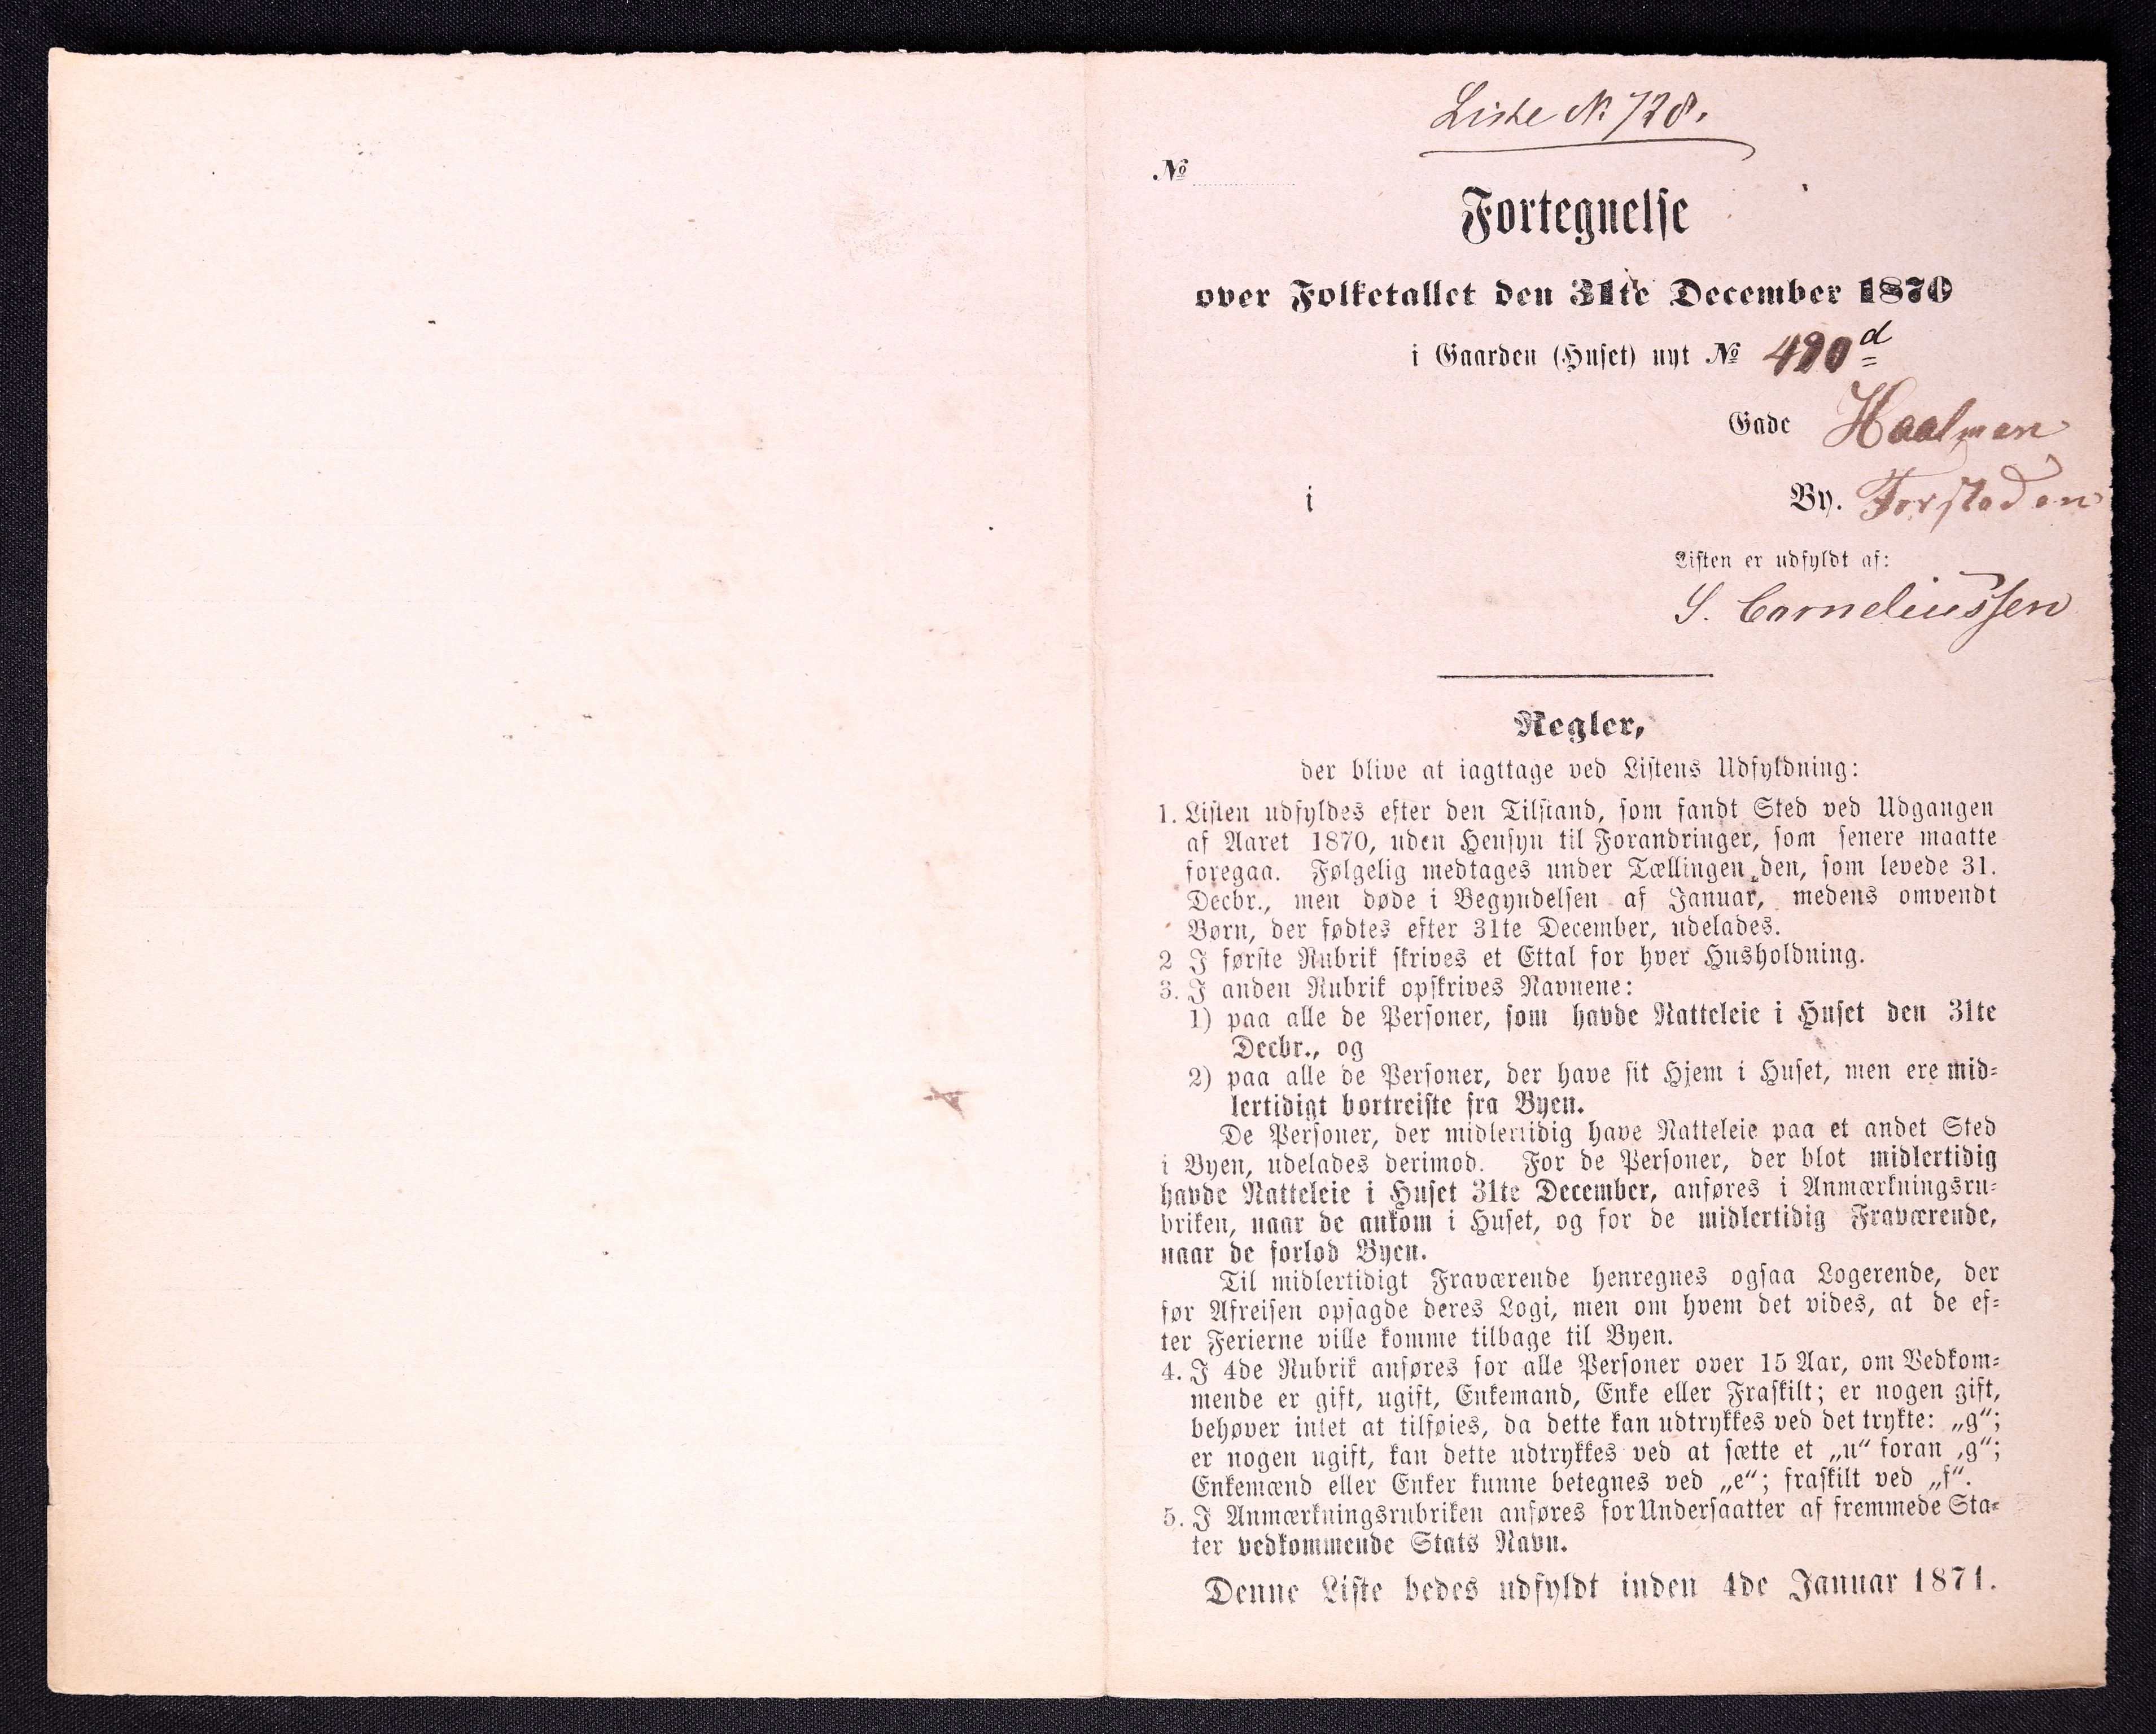 Liste № 728.
№
Fortegnelse
over Folketallet den 31te December 1870
i Gaarden (Huset) nyt № 490 d
Gade Haalman
i By. Forstaden
Listen er udfyldt af:
S. Corneliussen
Regler,
der blive at iagttage ved Listens Udfyldning:
1. Listen udfyldes efter den Tilstand, som fandt Sted ved Udgangen
af Aaret 1870, uden Hensyn til Forandringer, som senere maatte
foregaa. Følgelig medtages under Tællingen den, som levede 31.
Decbr., men døde i Begyndelsen af Januar, medens omvendt
Børn, der fødtes efter 31te December, udelades.
2 I første Rubrik skrives et Ettal for hver Husholdning.
3. I anden Rubrik opskrives Navnene:
1) paa alle de Personer, som havde Natteleie i Huset den 31te
Decbr., og
2) paa alle de Personer, der have sit Hjem i Huset, men ere mid-
lertidigt bortreiste fra Byen.
De Personer, der midlertidig have Natteleie paa et andet Sted
i Byen, udelades derimod. For de Personer, der blot midlertidig
havde Natteleie i Huset 31te December, anføres i Anmærkningsru-
briken, naar de ankom i Huset, og for de midlertidig Fraværende,
naar de forlod Byen.
Til midlertidigt Fraværende henregnes ogsaa Logerende, der
før Afreisen opsagde deres Logi, men om hvem det vides, at de ef-
ter Ferierne ville komme tilbage til Byen.
4. I 4de Rubrik anføres for alle Personer over 15 Aar, om Vedkom-
mende er gift, ugift, Enkemand, Enke eller Fraskilt; er nogen gift,
behøver intet at tilføies, da dette kan udtrykkes ved det trykte: „g“;
er nogen ugift, kan dette udtrykkes ved at sætte et „u“ foran „g“;
Enkemænd eller Enker kunne betegnes ved „e“; fraskilt ved „f“.
5. I Anmærkningsrubriken anføres for Undersaatter af fremmede Sta-
ter vedkommende Stats Navn.
Denne Liste bedes udfyldt inden 4de Januar 1871.